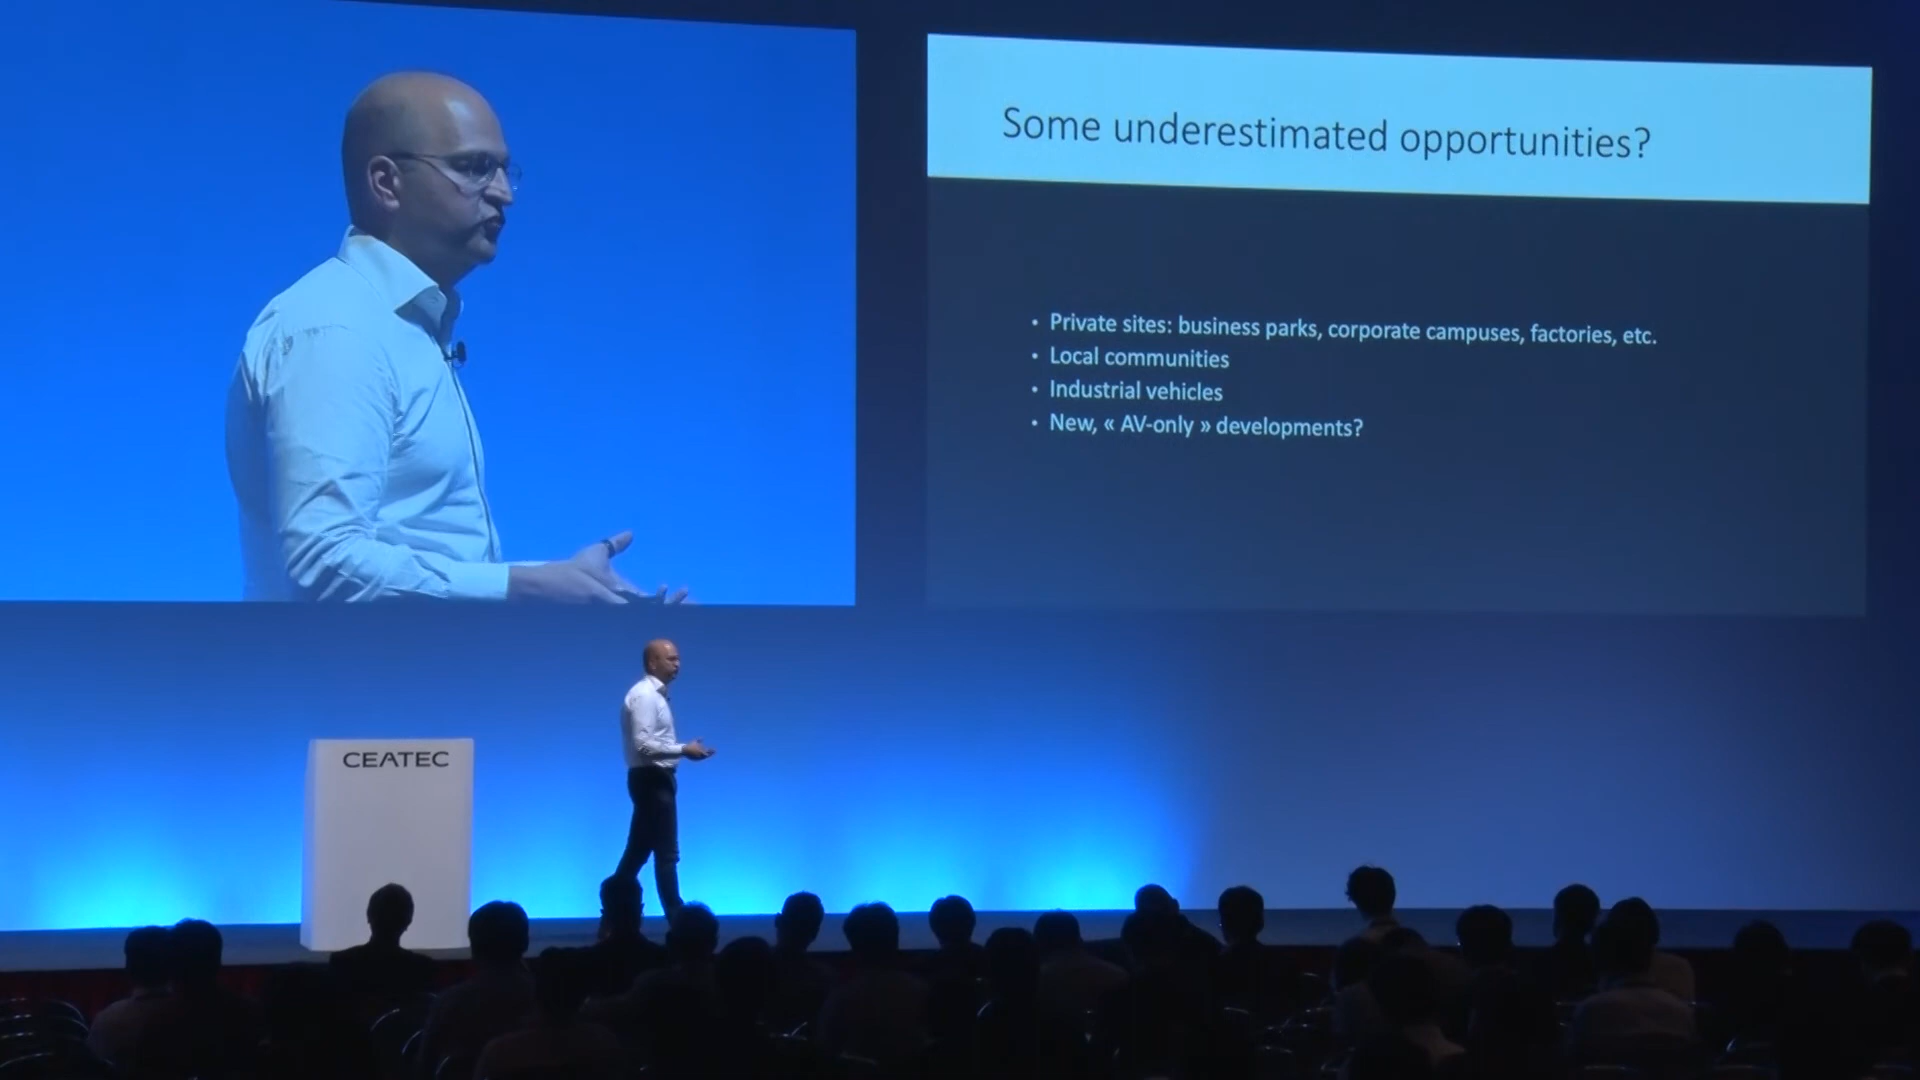 Some underestimated opportunities?
• Private sites: business parks, corporate campuses, factories, etc.
• Local communities
• Industrial vehicles
• New, « AV-only » developments?
CEATEC